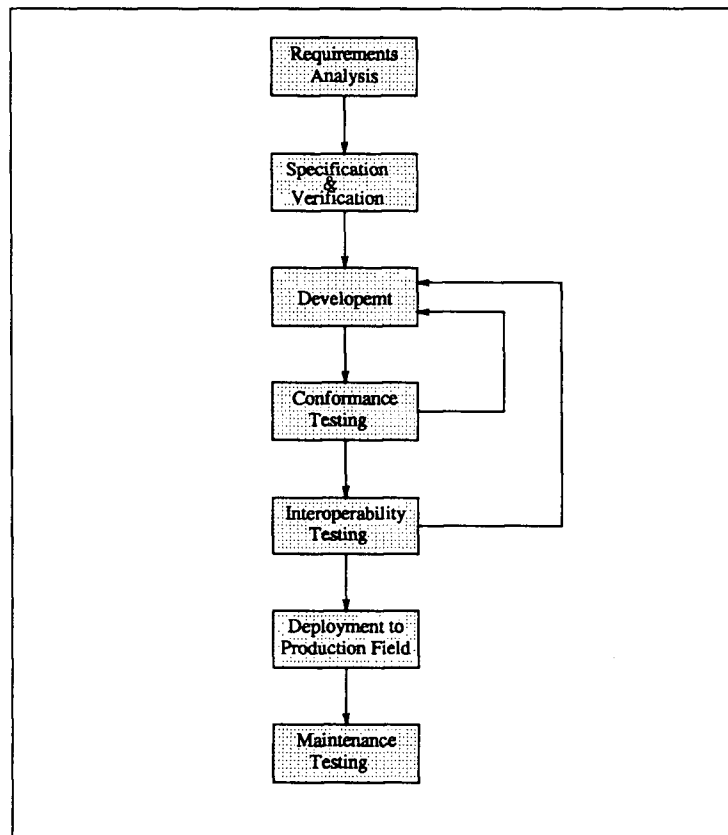 Requirements
Analysis
Specification
&
Verification
Developemt
Conformance
Testing
Interoperability
Testing
Deployment to
Production Field
Maintenance
Testing